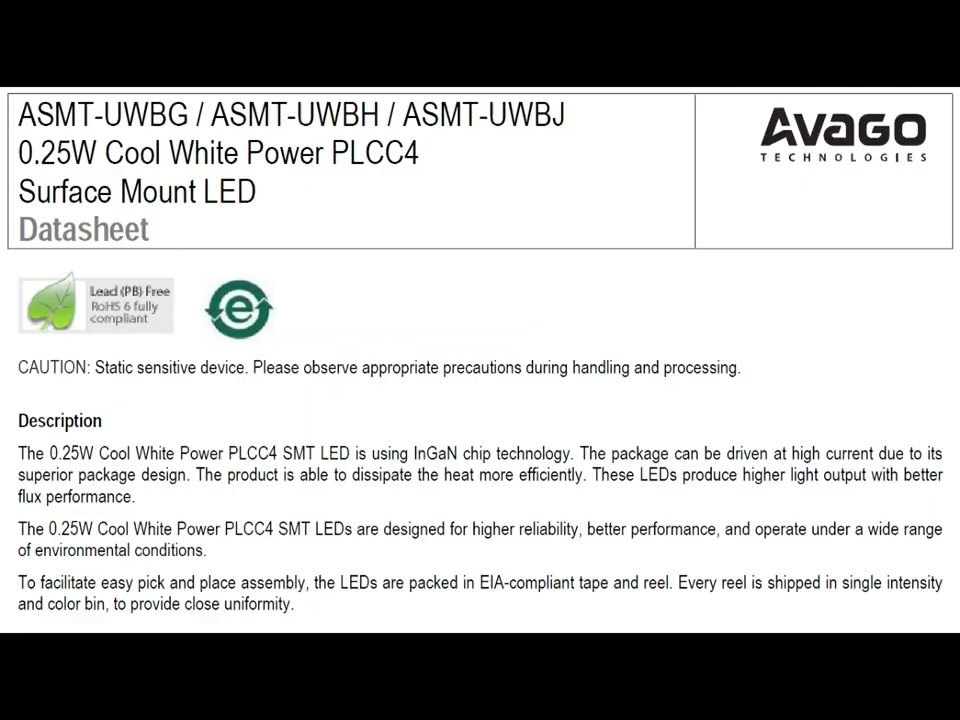 ASMT-UWBG / ASMT-UWBH / ASMT-UWBJ
0.25W Cool White Power PLCC4
Surface Mount LED
Datasheet
AVAGO
TECHNOLOGIES
Lead (PB) Free
RoHS 6 fully
compliant
e
CAUTION: Static sensitive device. Please observe appropriate precautions during handling and processing.
Description
The 0.25W Cool White Power PLCC4 SMT LED is using InGaN chip technology. The package can be driven at high current due to its
superior package design. The product is able to dissipate the heat more efficiently. These LEDs produce higher light output with better
flux performance.
The 0.25W Cool White Power PLCC4 SMT LEDs are designed for higher reliability, better performance, and operate under a wide range
of environmental conditions.
To facilitate easy pick and place assembly, the LEDs are packed in EIA-compliant tape and reel. Every reel is shipped in single intensity
and color bin, to provide close uniformity.